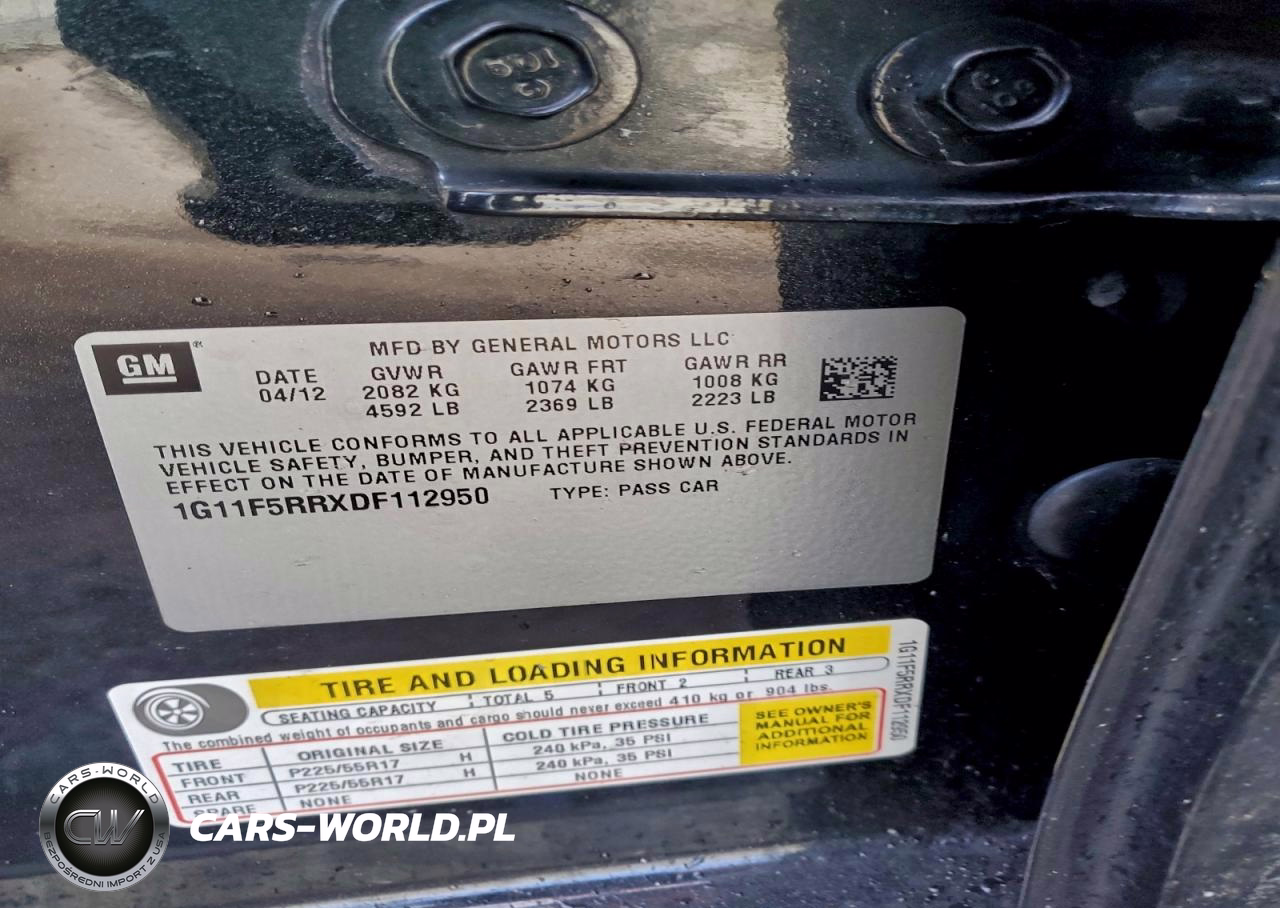 GM
MFD BY GENERAL MOTORS LLC
DATE GVWR GAWR FRT GAWR RR
04/12 2082 KG 1074 KG 1008 KG
4592 LB 2369 LB 2223 LB
THIS VEHICLE CONFORMS TO ALL APPLICABLE U.S. FEDERAL MOTOR
VEHICLE SAFETY, BUMPER, AND THEFT PREVENTION STANDARDS IN
EFFECT ON THE DATE OF MANUFACTURE SHOWN ABOVE.
1G11F5RRXDF112950 TYPE: PASS CAR
TIRE AND LOADING INFORMATION
SEATING CAPACITY TOTAL 5 FRONT 2 REAR 3
The combined weight of occupants and cargo should never exceed 410 kg or 904 lbs.
TIRE ORIGINAL SIZE COLD TIRE PRESSURE
FRONT P225/55R17 H 240 kPa, 35 PSI
REAR P225/55R17 H 240 kPa, 35 PSI
SPARE NONE NONE
SEE OWNER'S
MANUAL FOR
ADDITIONAL
INFORMATION
1G11F5RRXDF112950
CARS-WORLD
CW
BEZPOŚREDNI IMPORT Z USA
CARS-WORLD.PL